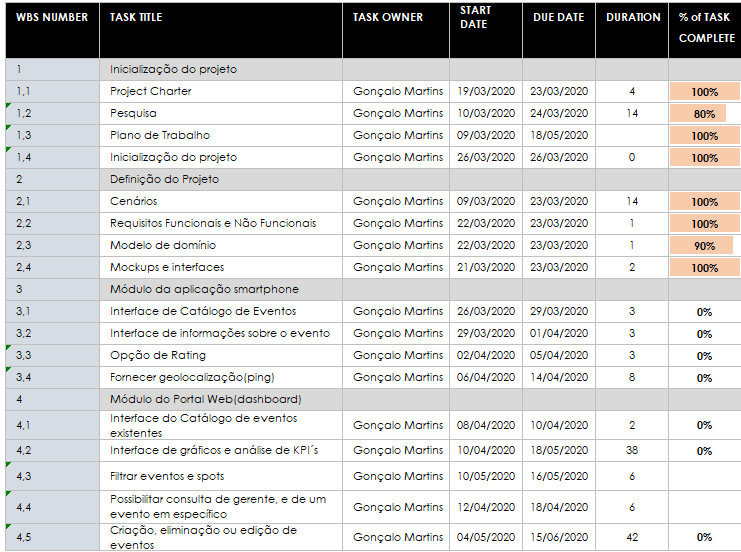 WBS NUMBER TASK TITLE TASK OWNER START DATE DUE DATE DURATION % of TASK COMPLETE
1 Inicialização do projeto
1,1 Project Charter Gonçalo Martins 19/03/2020 23/03/2020 4 100%
1,2 Pesquisa Gonçalo Martins 10/03/2020 24/03/2020 14 80%
1,3 Plano de Trabalho Gonçalo Martins 09/03/2020 18/05/2020 100%
1,4 Inicialização do projeto Gonçalo Martins 26/03/2020 26/03/2020 0 100%
2 Definição do Projeto
2,1 Cenários Gonçalo Martins 09/03/2020 23/03/2020 14 100%
2,2 Requisitos Funcionais e Não Funcionais Gonçalo Martins 22/03/2020 23/03/2020 1 100%
2,3 Modelo de domínio Gonçalo Martins 22/03/2020 23/03/2020 1 90%
2,4 Mockups e interfaces Gonçalo Martins 21/03/2020 23/03/2020 2 100%
3 Módulo da aplicação smartphone
3,1 Interface de Catálogo de Eventos Gonçalo Martins 26/03/2020 29/03/2020 3 0%
3,2 Interface de informações sobre o evento Gonçalo Martins 29/03/2020 01/04/2020 3 0%
3,3 Opção de Rating Gonçalo Martins 02/04/2020 05/04/2020 3 0%
3,4 Fornecer geolocalização(ping) Gonçalo Martins 06/04/2020 14/04/2020 8 0%
4 Módulo do Portal Web(dashboard)
4,1 Interface do Catálogo de eventos existentes Gonçalo Martins 08/04/2020 10/04/2020 2 0%
4,2 Interface de gráficos e análise de KPI´s Gonçalo Martins 10/04/2020 18/05/2020 38 0%
4,3 Filtrar eventos e spots Gonçalo Martins 10/05/2020 16/05/2020 6
4,4 Possibilitar consulta de gerente, e de um evento em específico Gonçalo Martins 12/04/2020 18/04/2020 6
4,5 Criação, eliminação ou edição de eventos Gonçalo Martins 04/05/2020 15/06/2020 42 0%